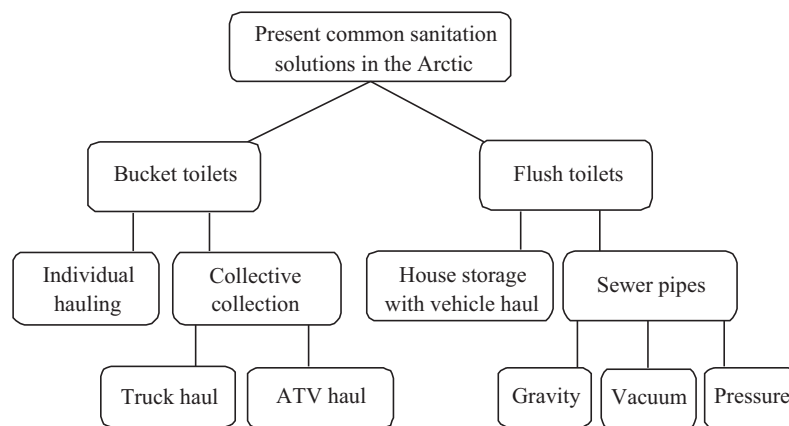 Present common sanitation
solutions in the Arctic
Bucket toilets
Flush toilets
Individual
hauling
Collective
collection
House storage
with vehicle haul
Sewer pipes
Truck haul
ATV haul
Gravity
Vacuum
Pressure